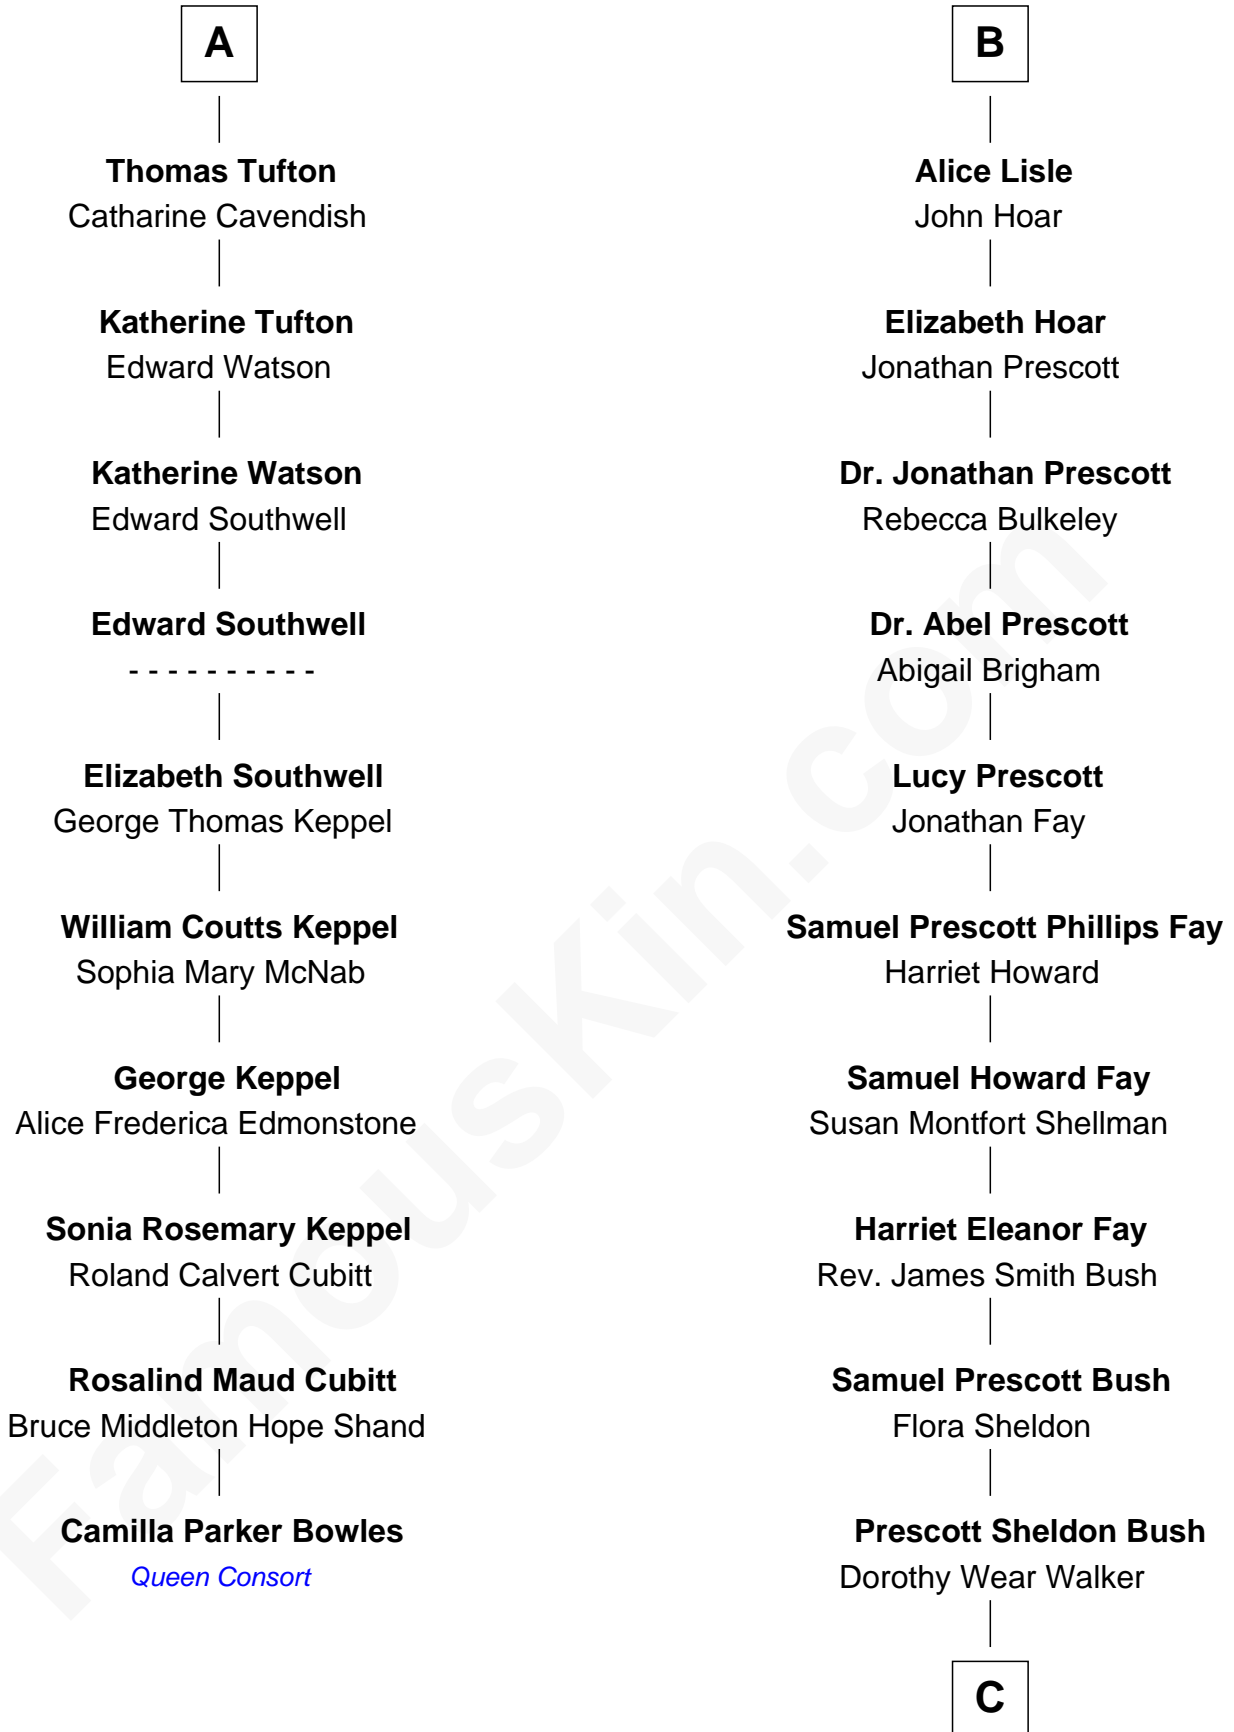 A
Thomas Tufton
Catharine Cavendish
Katherine Tufton
Edward Watson
Katherine Watson
Edward Southwell
Edward Southwell
- - - - - - - - - -
Elizabeth Southwell
George Thomas Keppel
William Coutts Keppel
Sophia Mary McNab
George Keppel
Alice Frederica Edmonstone
Sonia Rosemary Keppel
Roland Calvert Cubitt
Rosalind Maud Cubitt
Bruce Middleton Hope Shand
Camilla Parker Bowles
Queen Consort
B
Alice Lisle
John Hoar
Elizabeth Hoar
Jonathan Prescott
Dr. Jonathan Prescott
Rebecca Bulkeley
Dr. Abel Prescott
Abigail Brigham
Lucy Prescott
Jonathan Fay
Samuel Prescott Phillips Fay
Harriet Howard
Samuel Howard Fay
Susan Montfort Shellman
Harriet Eleanor Fay
Rev. James Smith Bush
Samuel Prescott Bush
Flora Sheldon
Prescott Sheldon Bush
Dorothy Wear Walker
C
FamousKin.com